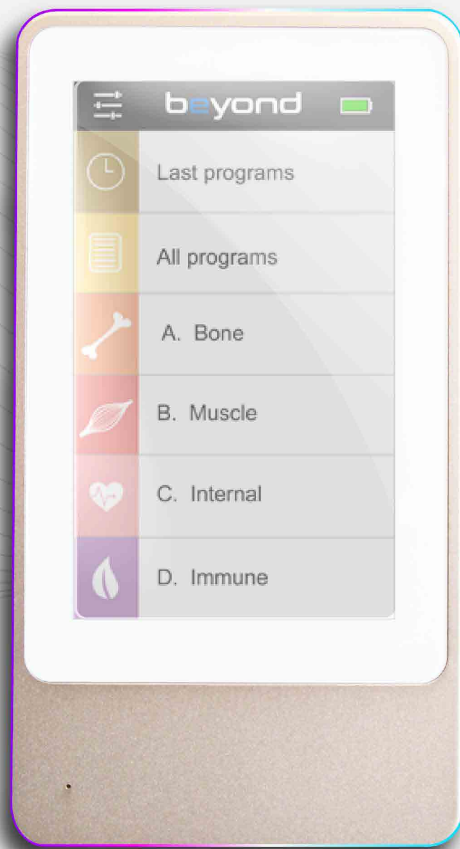 beyond
Last programs
All programs
A. Bone
B. Muscle
C. Internal
D. Immune